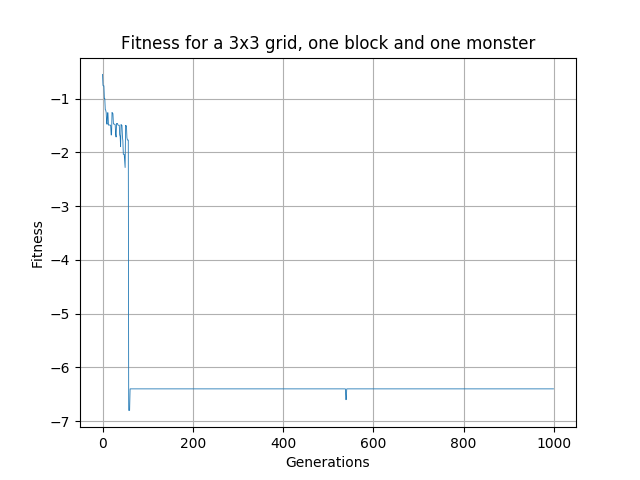 Fitness for a 3x3 grid, one block and one monster
−1
−2
−3
−4
−5
−6
−7
Fitness
0 200 400 600 800 1000
Generations